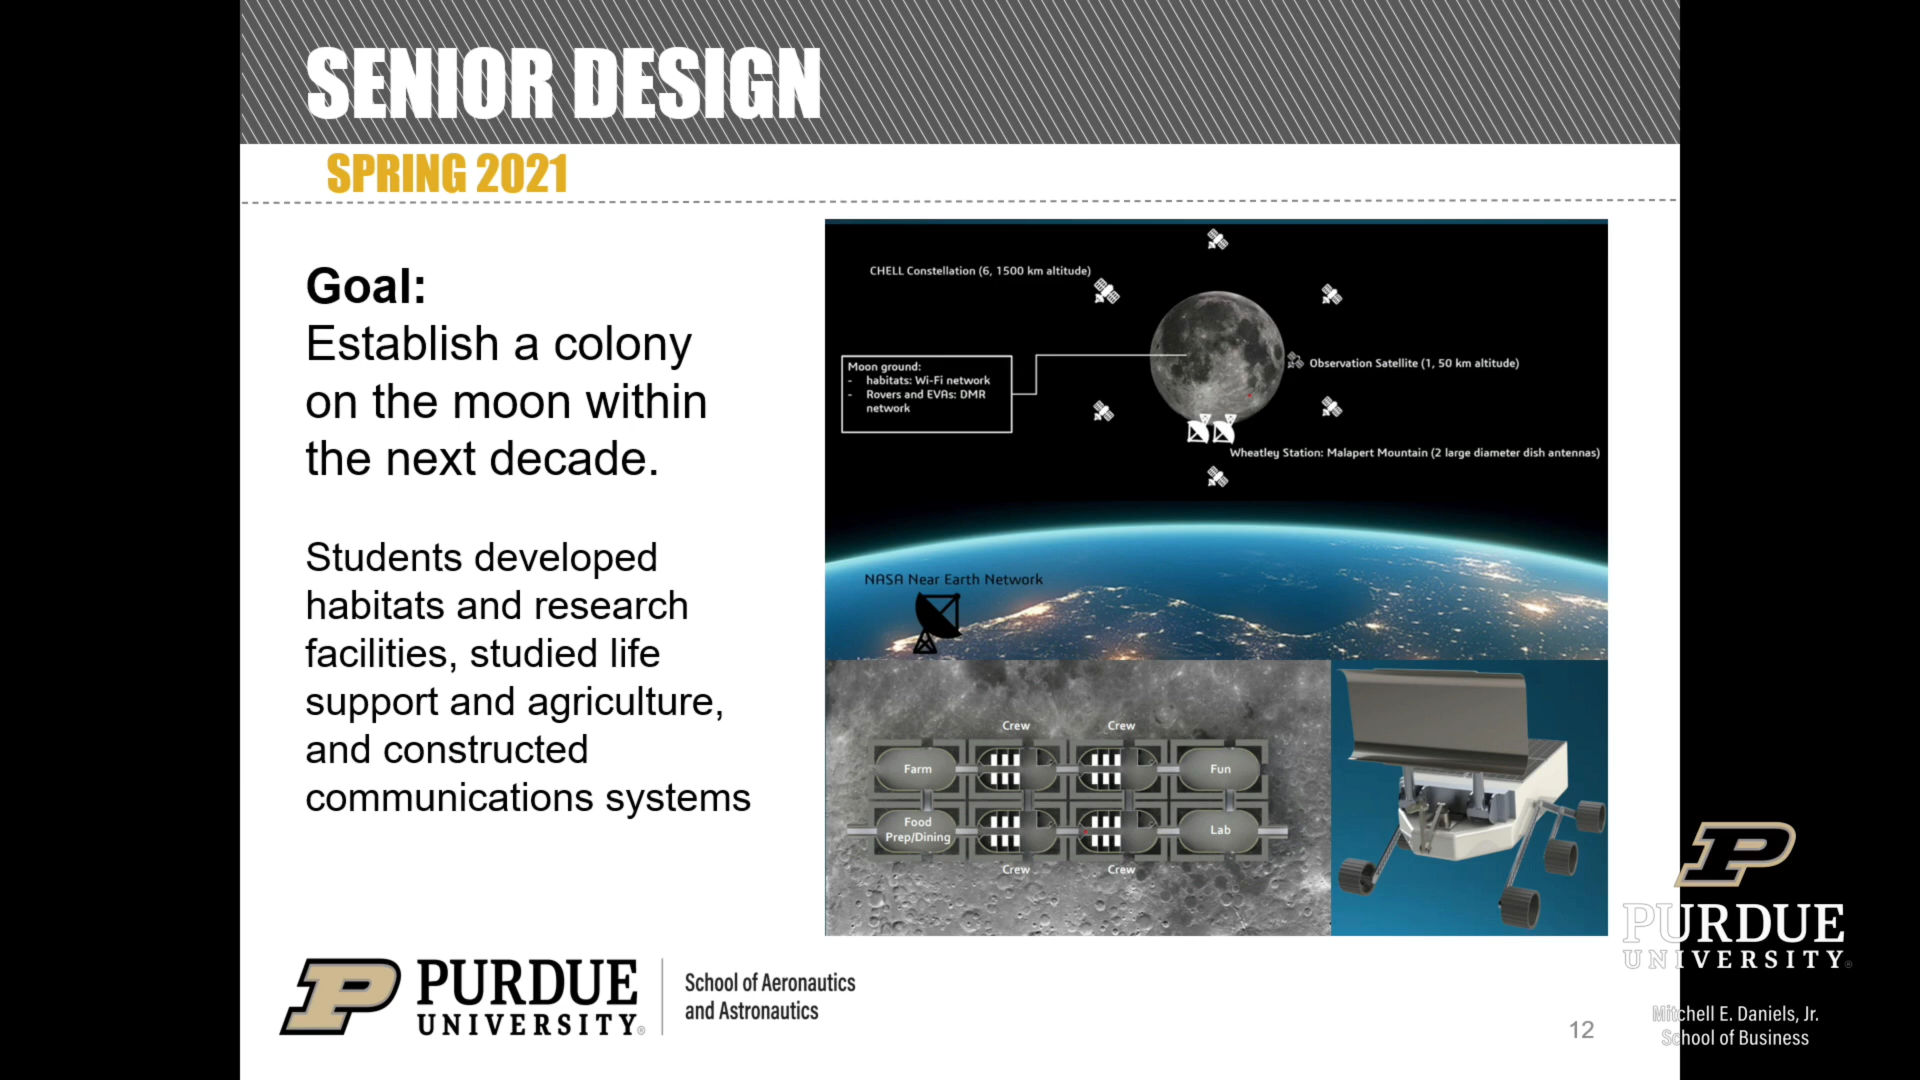 SENIOR DESIGN
SPRING 2021
Goal:
Establish a colony
on the moon within
the next decade.
Students developed
habitats and research
facilities, studied life
support and agriculture,
and constructed
communications systems
CHELL Constellation (6, 1500 km altitude)
Moon ground:
- habitats: Wi-Fi network
- Rovers and EVAs: DMR
network
Observation Satellite (1, 50 km altitude)
Wheatley Station: Malapert Mountain (2 large diameter dish antennas)
NASA Near Earth Network
Crew Crew
Farm Fun
Food
Prep/Dining
Lab
Crew Crew
P PURDUE
UNIVERSITY®
School of Aeronautics
and Astronautics
12
P
PURDUE
UNIVERSITY®
Mitchell E. Daniels, Jr.
School of Business